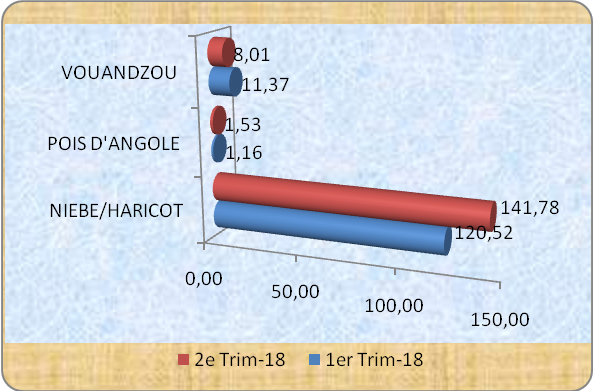 VOUANDZOU
8,01
11,37
POIS D'ANGOLE
1,53
1,16
NIEBE/HARICOT
141,78
120,52
0,00
50,00
100,00
150,00
2e Trim-18 1er Trim-18